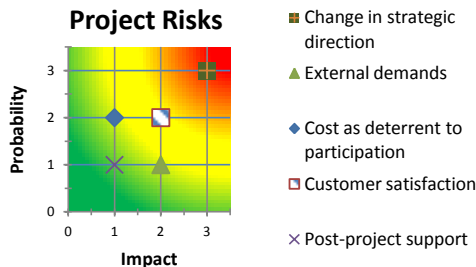 Project Risks
Probability
3
2
1
0
0 1 2 3
Impact
Change in strategic
direction
External demands
Cost as deterrent to
participation
Customer satisfaction
Post-project support